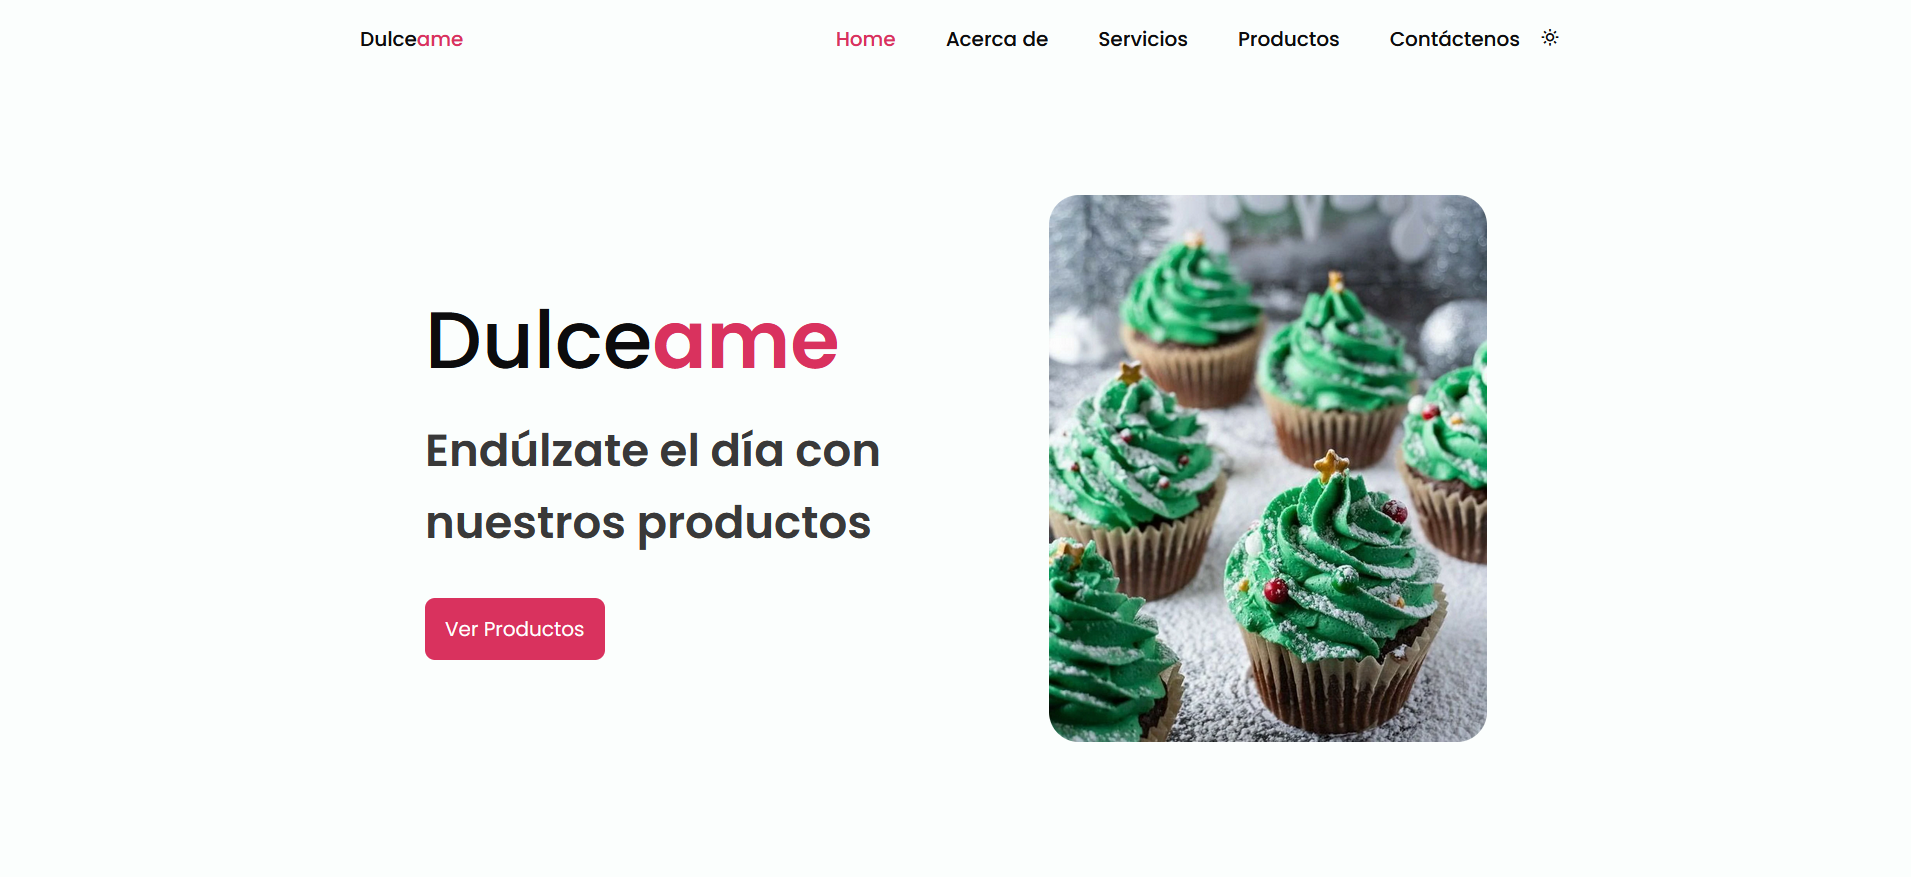 Dulceame
Home
Acerca de
Servicios
Productos
Contáctenos
Dulceame
Endúlzate el día con
nuestros productos
Ver Productos